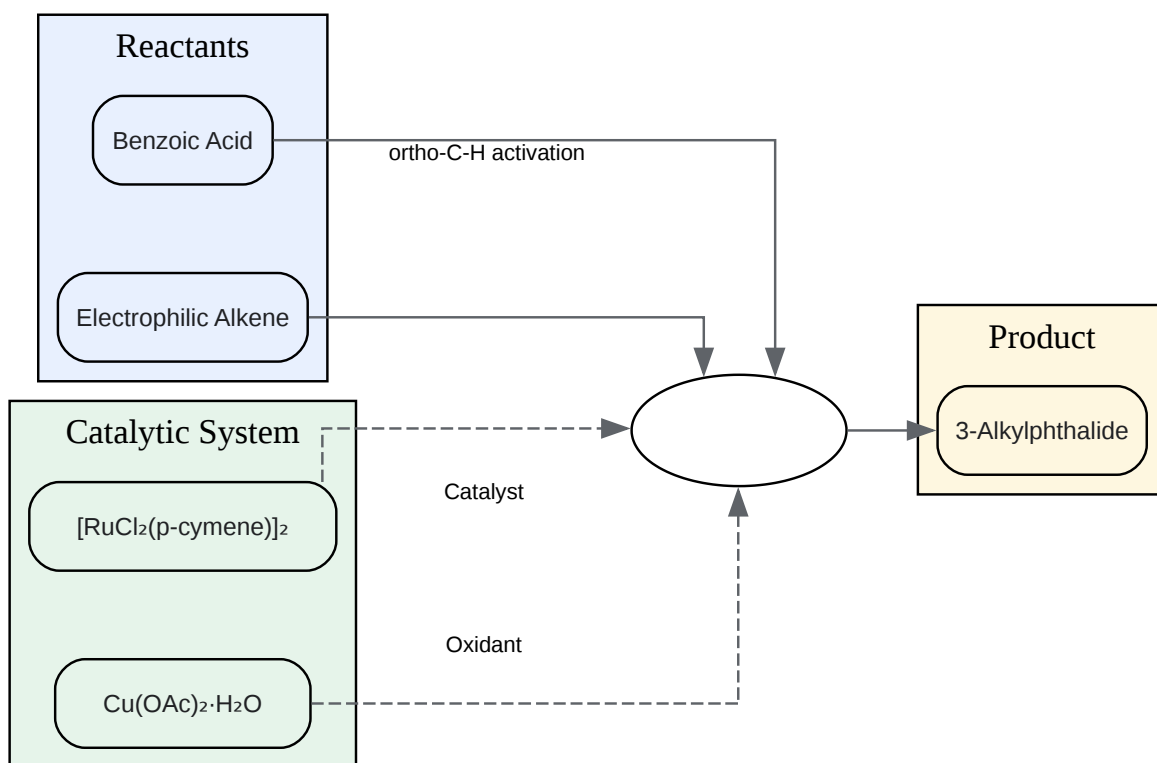 Reactants
Benzoic Acid
ortho-C-H activation
Electrophilic Alkene
Product
3-Alkylphthalide
Catalytic System
[RuCl₂(p-cymene)]₂
Catalyst
Oxidant
Cu(OAc)₂·H₂O